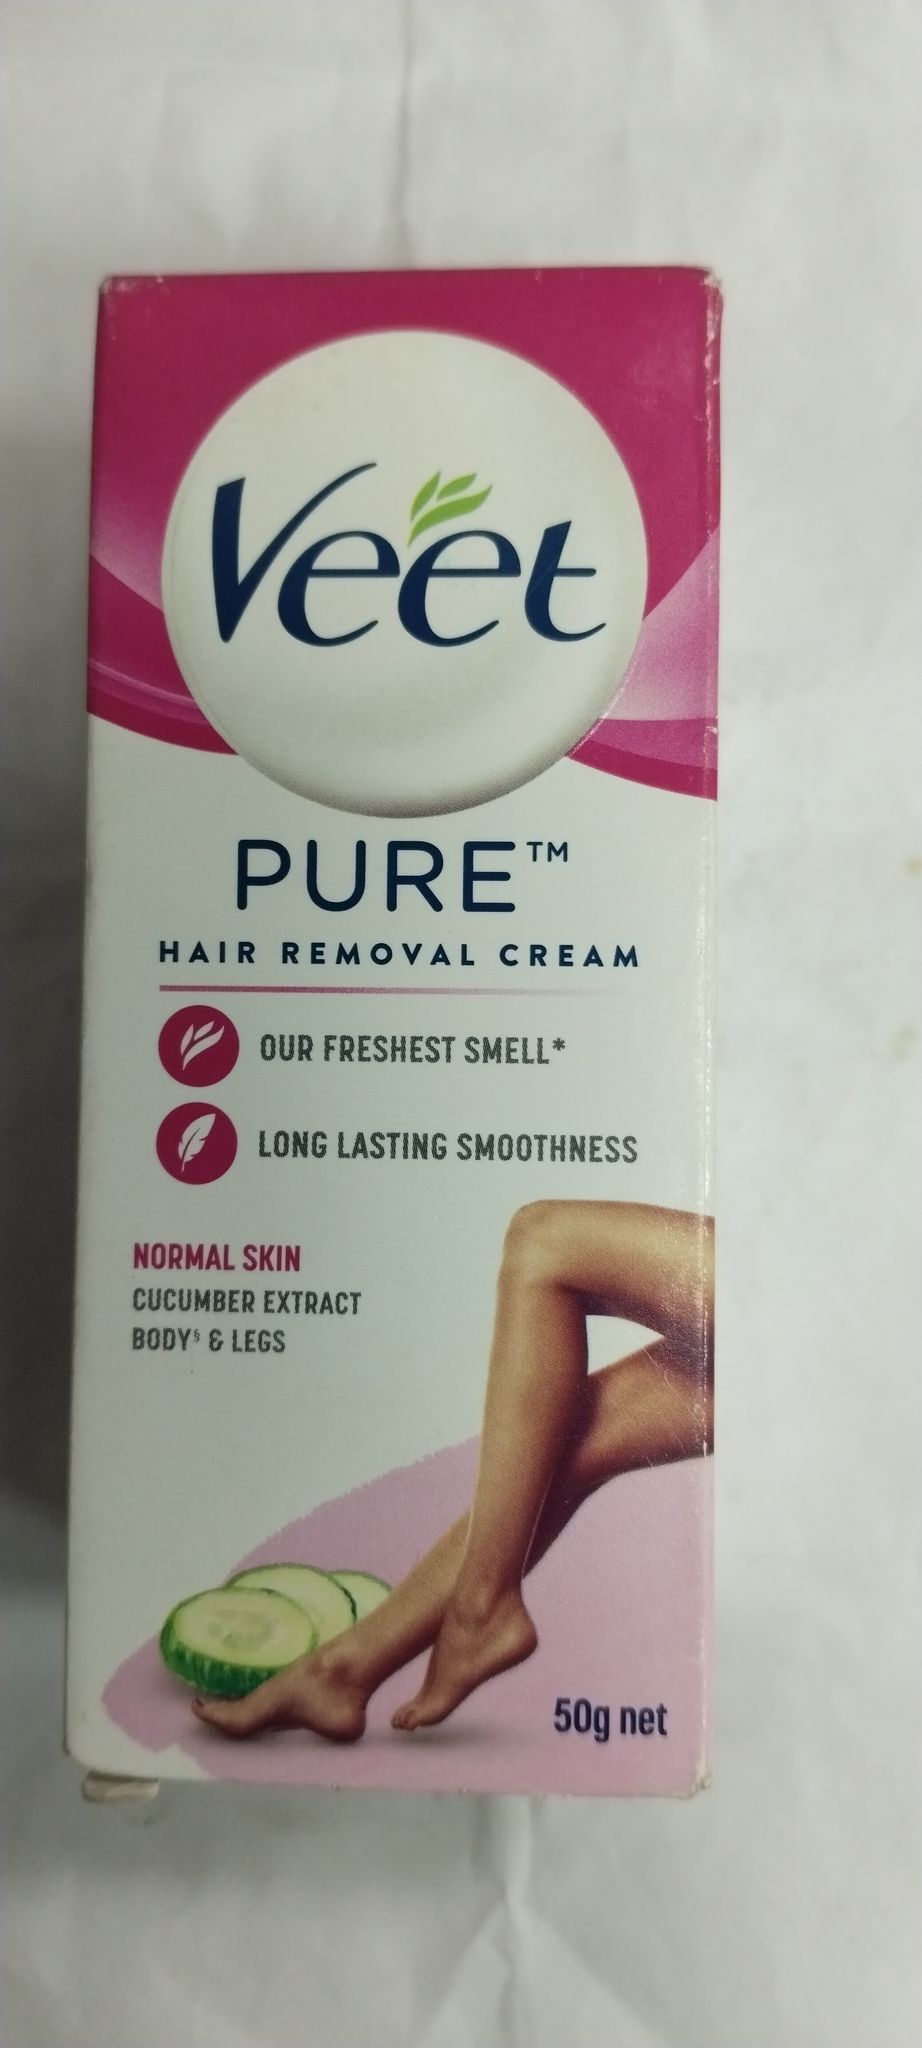 Veet
PURE™
HAIR REMOVAL CREAM
OUR FRESHEST SMELL*
LONG LASTING SMOOTHNESS
NORMAL SKIN
CUCUMBER EXTRACT
BODY§ & LEGS
50g net